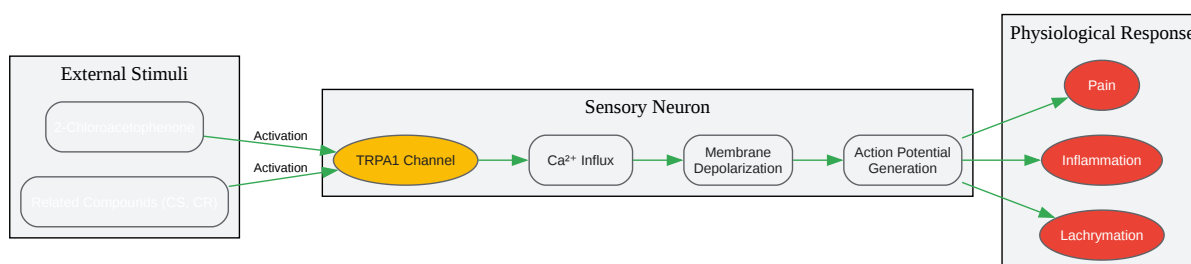 External Stimuli
2-Chloroacetophenone
Related Compounds (CS, CR)
Activation
Activation
Sensory Neuron
TRPA1 Channel
Ca²⁺ Influx
Membrane
Depolarization
Action Potential
Generation
Physiological Response
Pain
Inflammation
Lachrymation